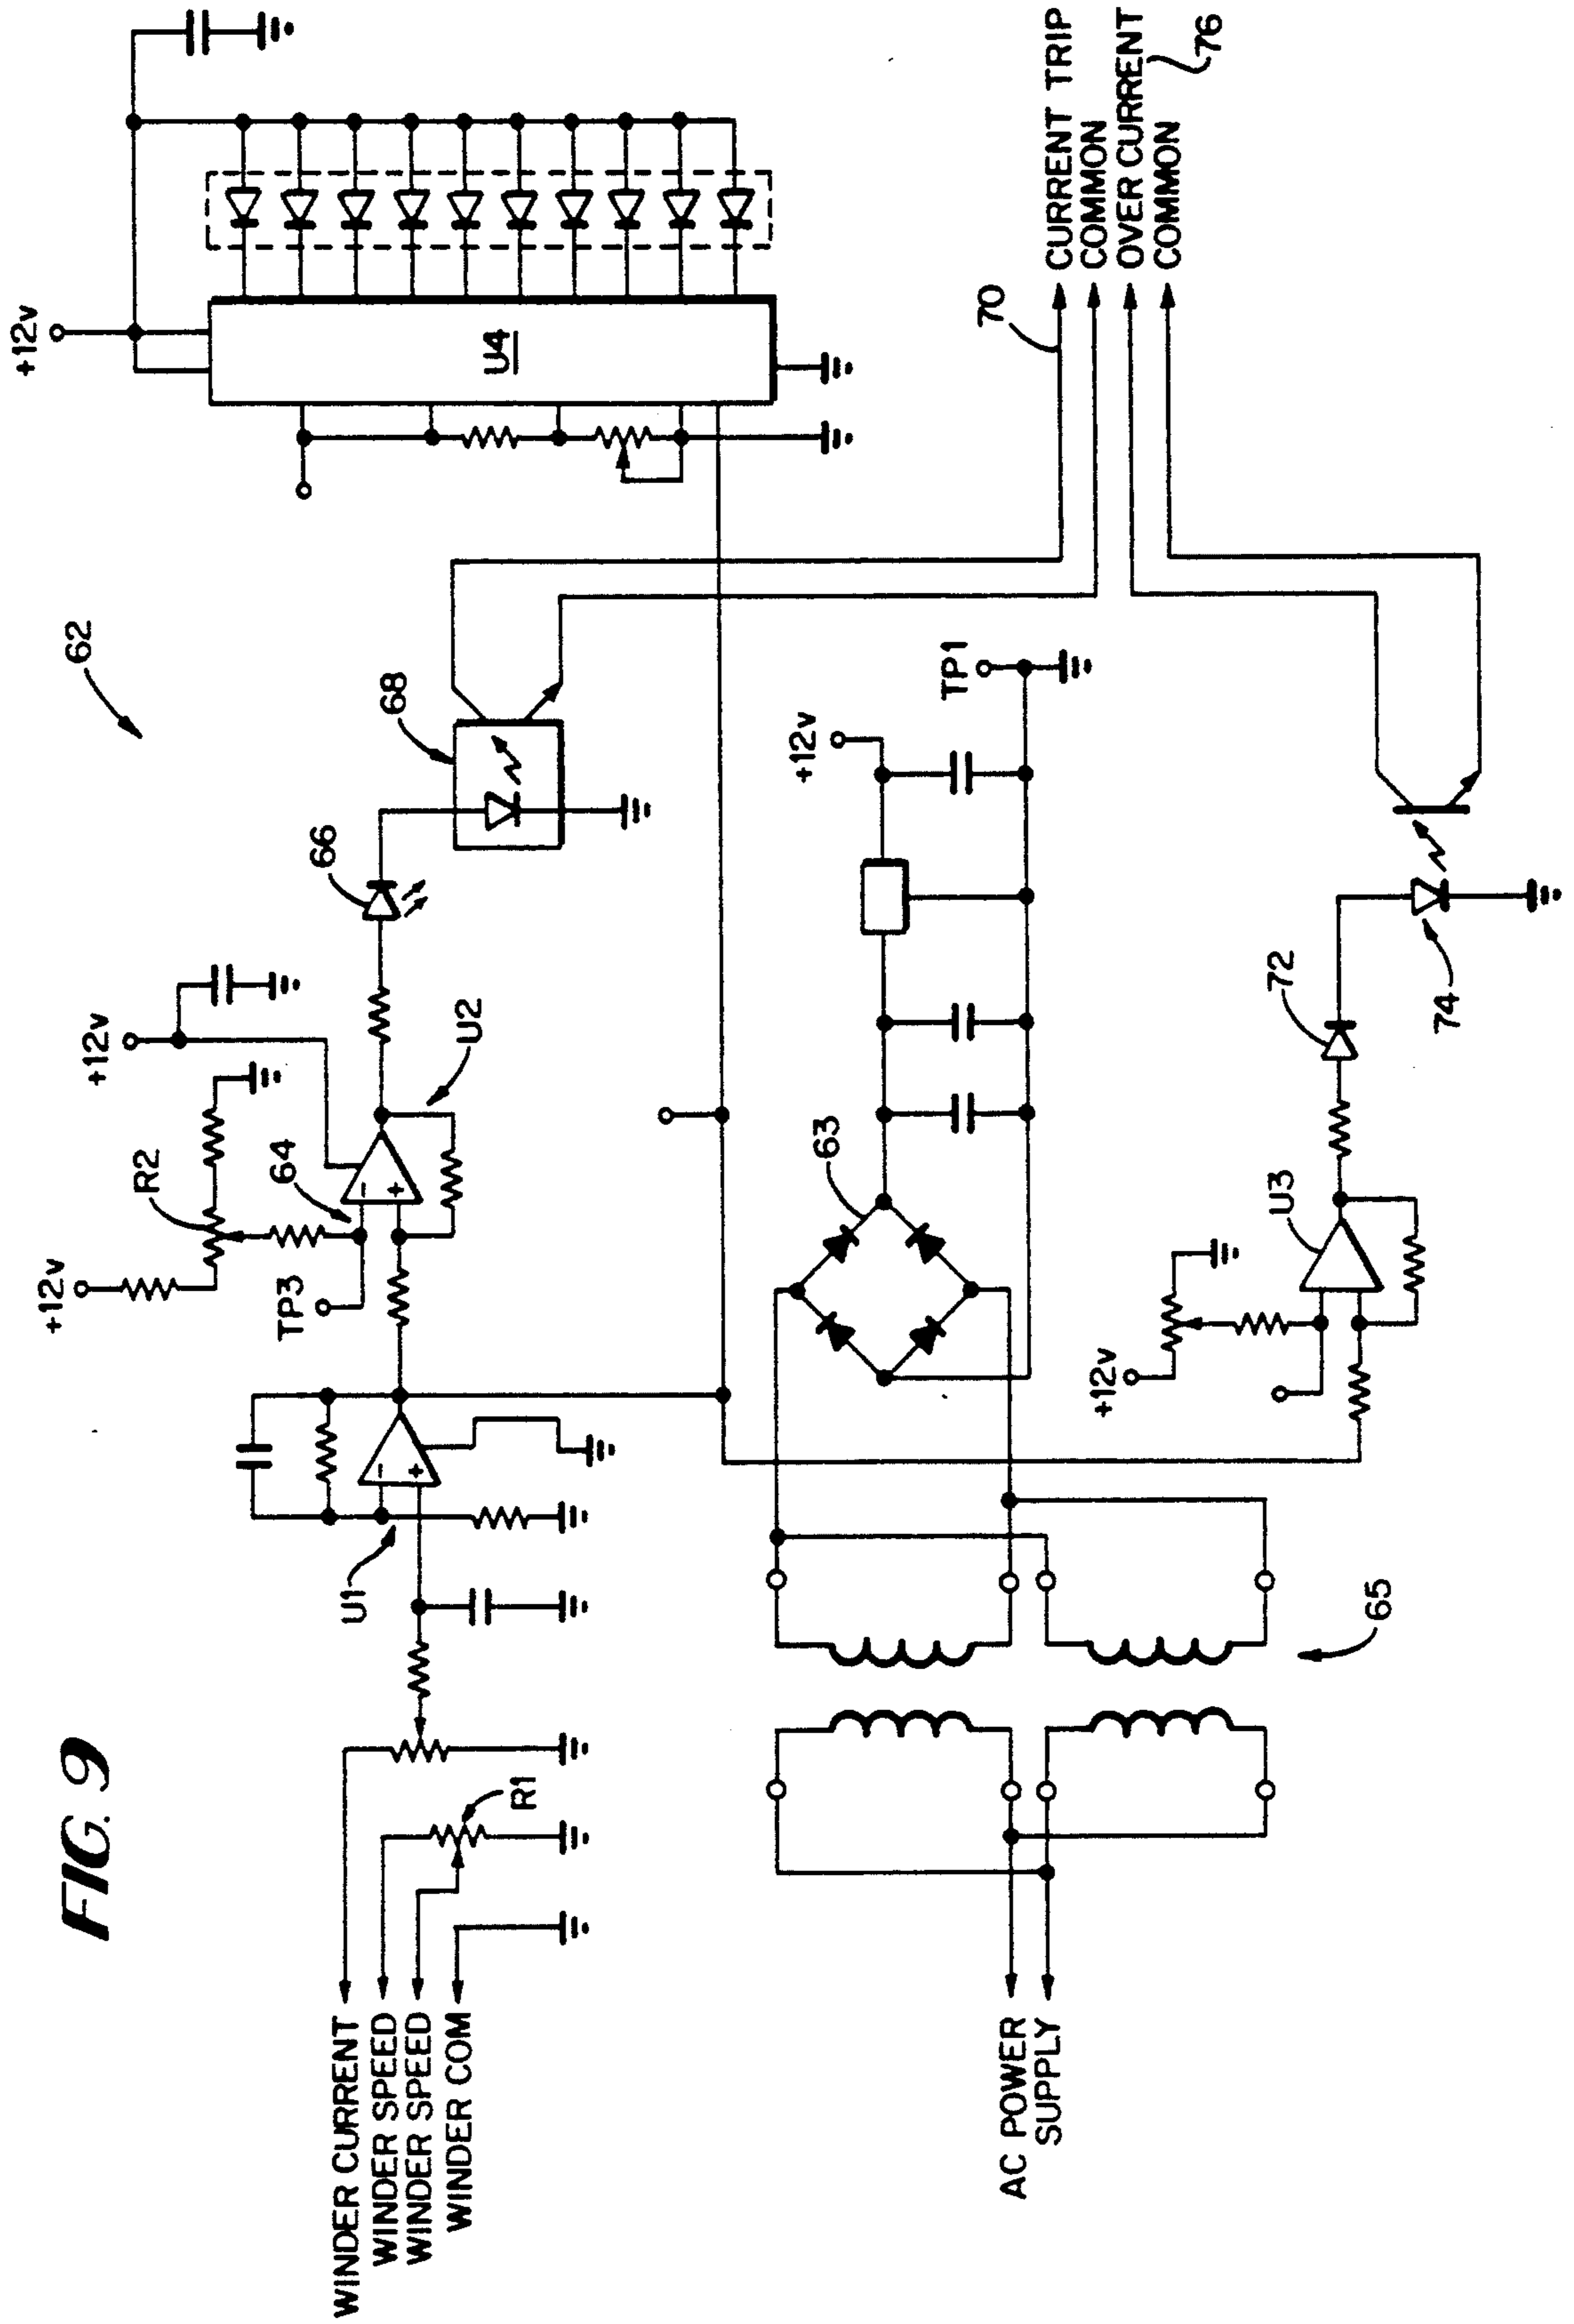 FIG. 9
62
+12v
+12v
+12v
R2
64
TP3
U2
66
68
U4
U1
R1
WINDER CURRENT
WINDER SPEED
WINDER SPEED
WINDER COM
−
+
−
+
70
CURRENT TRIP
COMMON
OVER CURRENT
COMMON
76
63
+12v
TP1
65
AC POWER
SUPPLY
+12v
U3
72
74